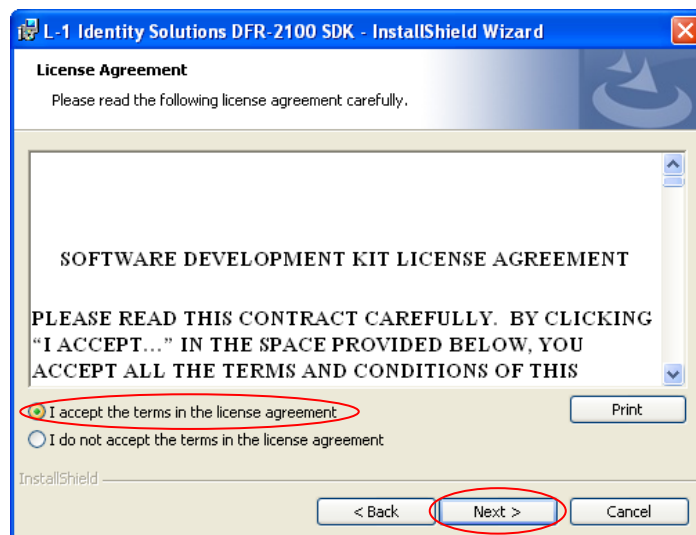 L-1 Identity Solutions DFR-2100 SDK - InstallShield Wizard
License Agreement
Please read the following license agreement carefully.
SOFTWARE DEVELOPMENT KIT LICENSE AGREEMENT
PLEASE READ THIS CONTRACT CAREFULLY.  BY CLICKING
“I ACCEPT...” IN THE SPACE PROVIDED BELOW, YOU
ACCEPT ALL THE TERMS AND CONDITIONS OF THIS
I accept the terms in the license agreement
Print
I do not accept the terms in the license agreement
InstallShield
< Back
Next >
Cancel